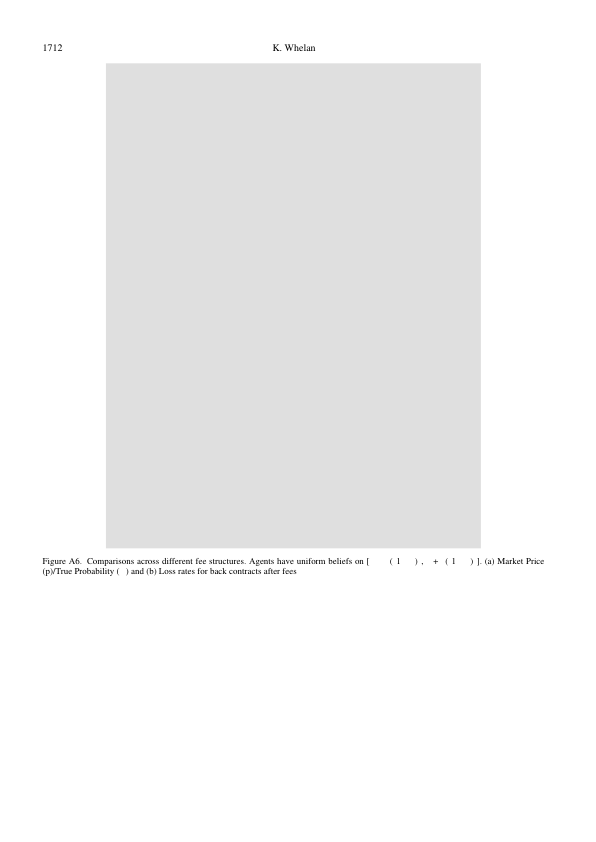 1712 K. Whelan
Figure A6. Comparisons across different fee structures. Agents have uniform beliefs on [ ( 1 ) , + ( 1 ) ]. (a) Market Price
(p)/True Probability ( ) and (b) Loss rates for back contracts after fees